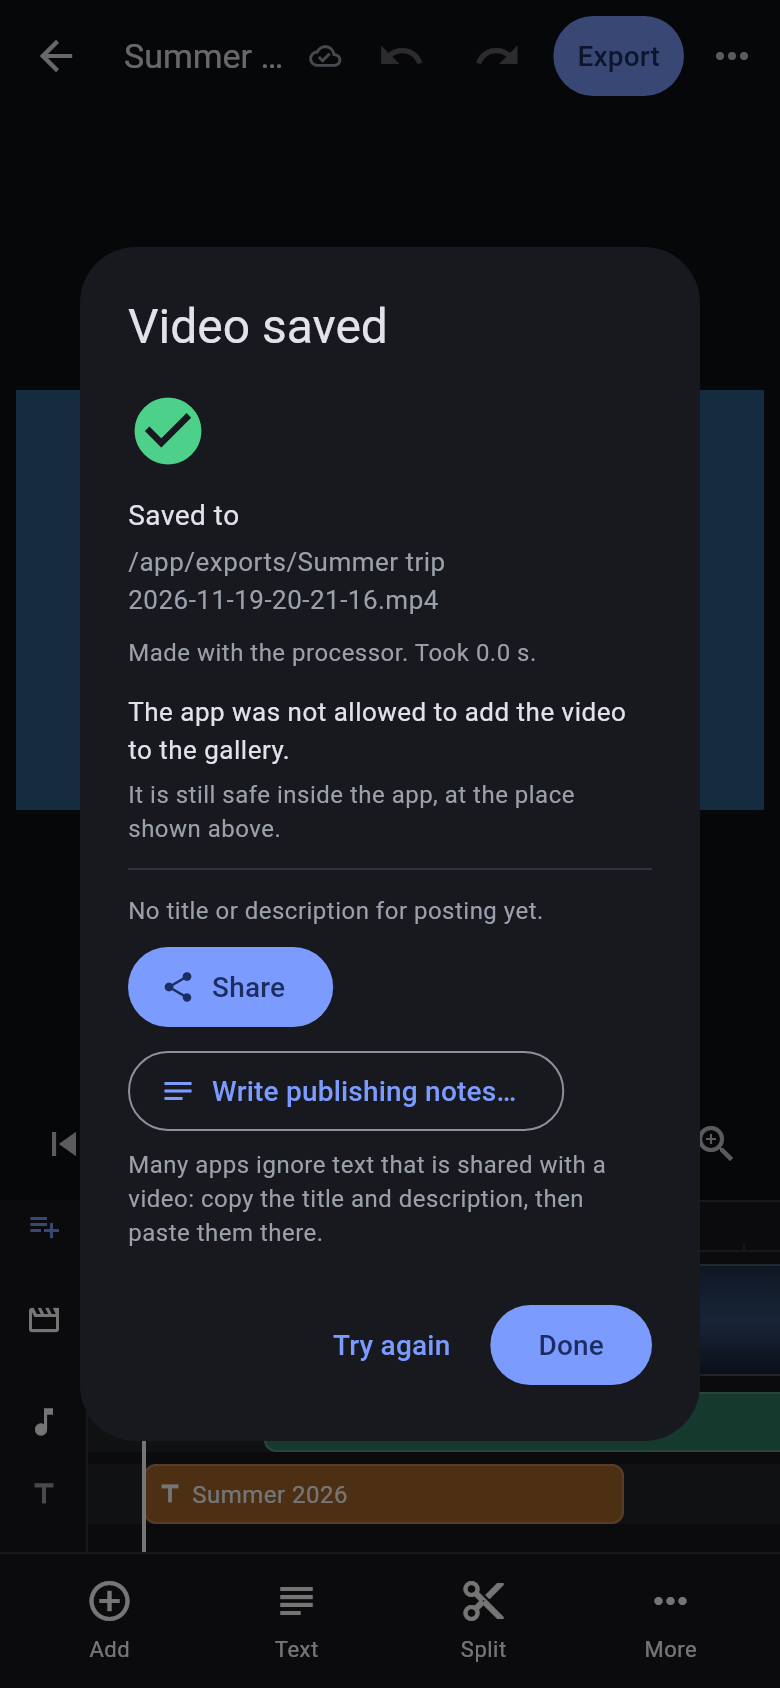 Summer ...
Export
Video saved
Saved to
/app/exports/Summer trip
2026-11-19-20-21-16.mp4
Made with the processor. Took 0.0 s.
The app was not allowed to add the video
to the gallery.
It is still safe inside the app, at the place
shown above.
No title or description for posting yet.
Share
Write publishing notes...
Many apps ignore text that is shared with a
video: copy the title and description, then
paste them there.
Try again
Done
Summer 2026
Add
Text
Split
More